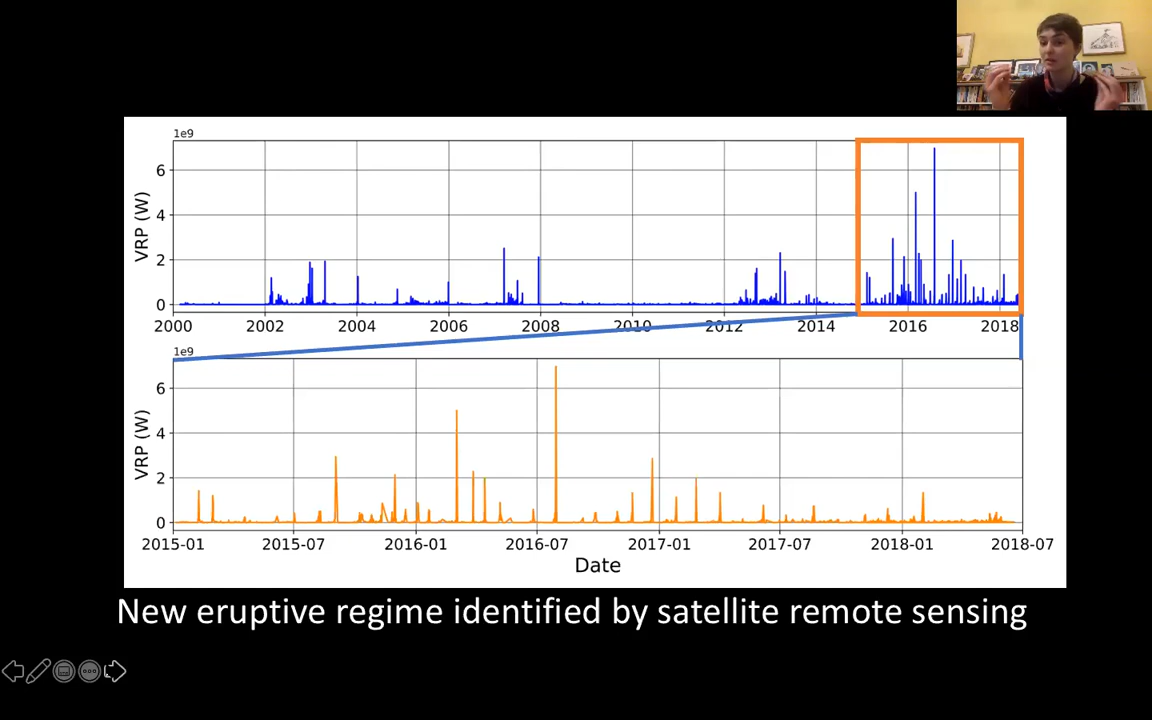 1e9
6
4
2
0
VRP (W)
2000 2002 2004 2006 2008 2010 2012 2014 2016 2018
1e9
6
4
2
0
VRP (W)
2015-01 2015-07 2016-01 2016-07 2017-01 2017-07 2018-01 2018-07
Date
New eruptive regime identified by satellite remote sensing